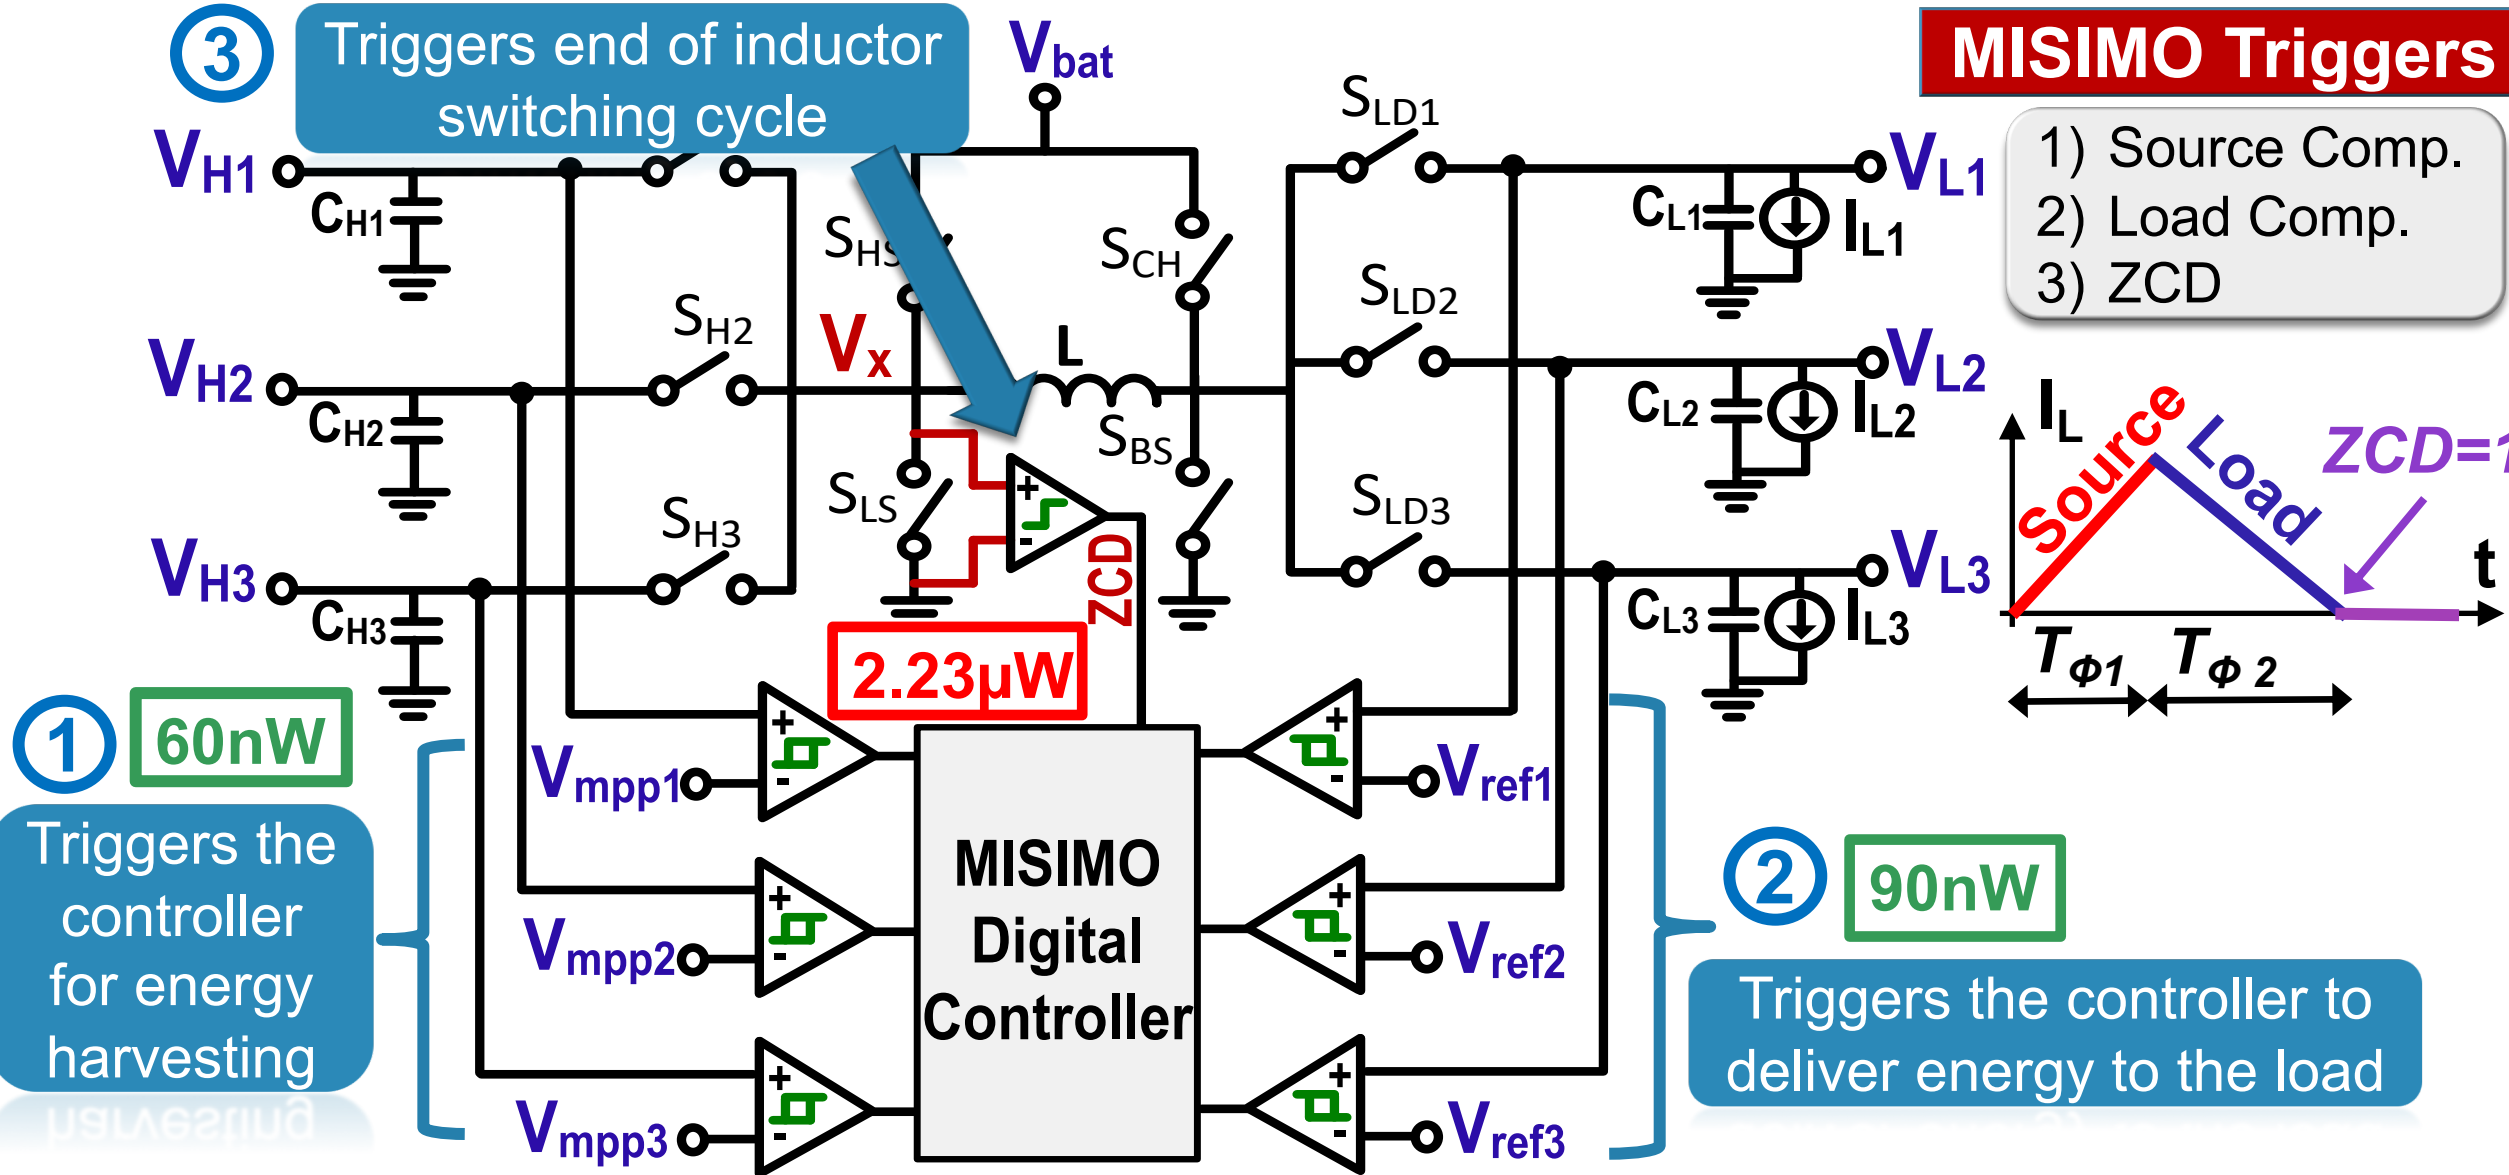 3
Triggers end of inductor
switching cycle
MISIMO Triggers
1) Source Comp.
2) Load Comp.
3) ZCD
Vbat
VH1
CH1
SCH
SLD1
CL1
IL1
VL1
VH2
CH2
SH2
Vx
L
SBS
SLD2
CL2
IL2
VL2
VH3
CH3
SH3
SLS
+
-
ZCD
SLD3
CL3
IL3
VL3
IL
Source
Load
t
TΦ1
TΦ 2
2.23µW
1
60nW
Triggers the
controller
for energy
harvesting
Vmpp1
+
-
Vmpp2
+
-
Vmpp3
+
-
MISIMO
Digital
Controller
+
-
Vref1
+
-
Vref2
+
-
Vref3
2
90nW
Triggers the controller to
deliver energy to the load